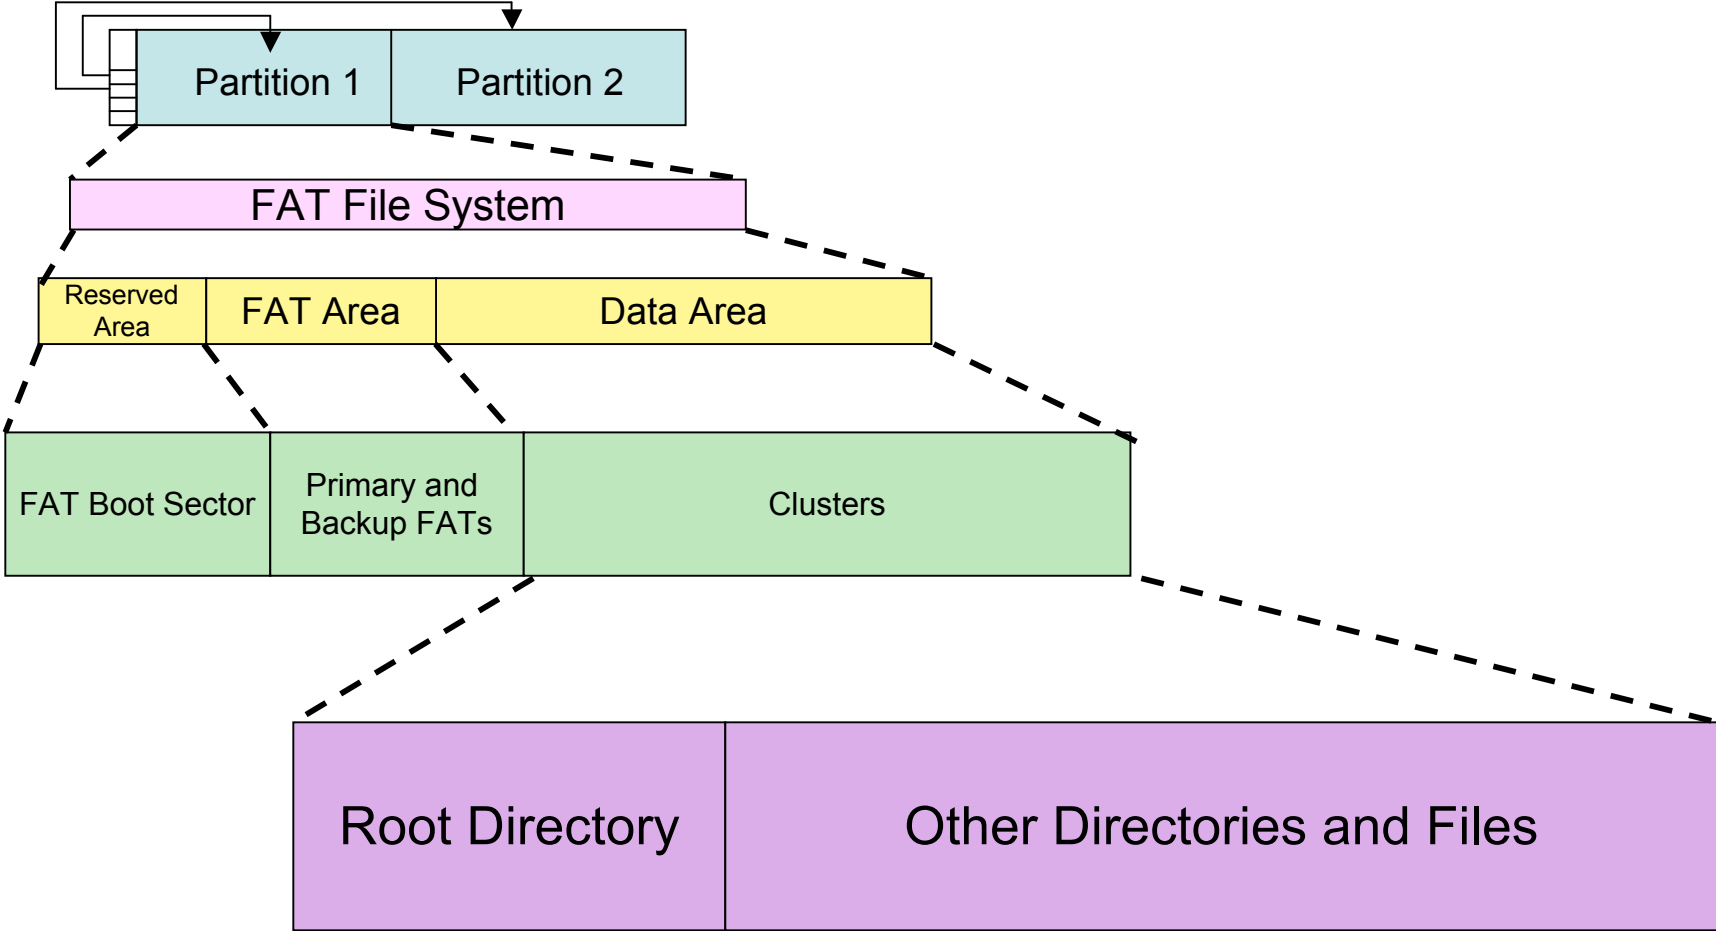 Partition 1
Partition 2
FAT File System
Reserved
Area
FAT Area
Data Area
FAT Boot Sector
Primary and
Backup FATs
Clusters
Root Directory
Other Directories and Files